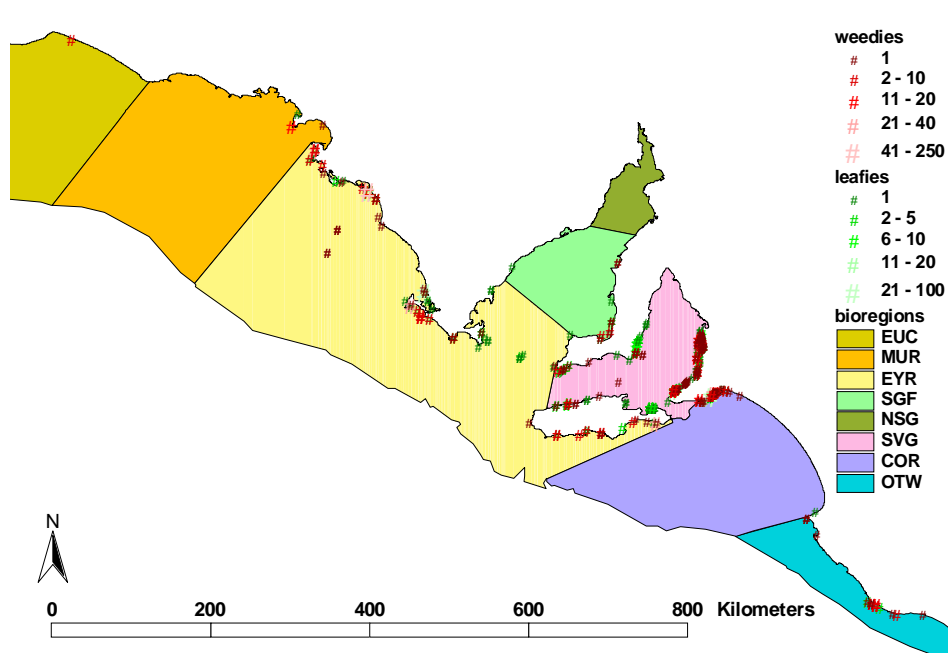 weedies
# 1
# 2 - 10
# 11 - 20
# 21 - 40
# 41 - 250
leafies
# 1
# 2 - 5
# 6 - 10
# 11 - 20
# 21 - 100
bioregions
EUC
MUR
EYR
SGF
NSG
SVG
COR
OTW
N
0 200 400 600 800 Kilometers